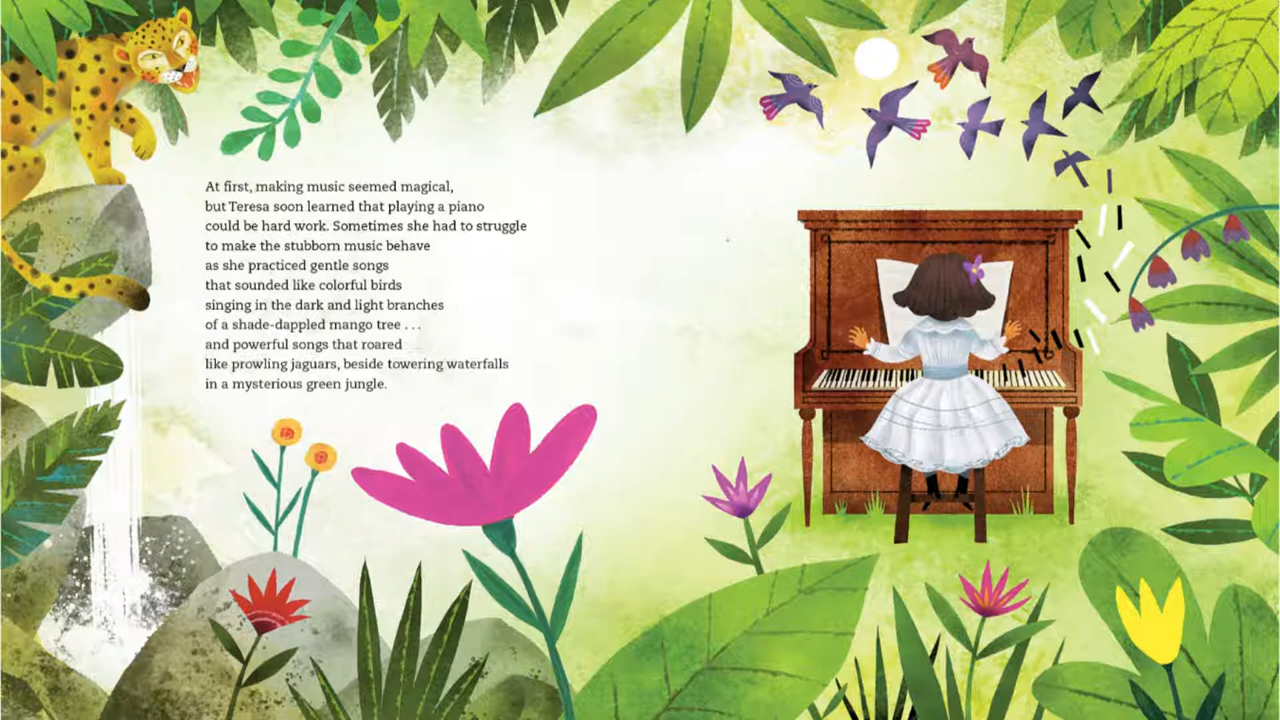 At first, making music seemed magical,
but Teresa soon learned that playing a piano
could be hard work. Sometimes she had to struggle
to make the stubborn music behave
as she practiced gentle songs
that sounded like colorful birds
singing in the dark and light branches
of a shade-dappled mango tree . . .
and powerful songs that roared
like prowling jaguars, beside towering waterfalls
in a mysterious green jungle.